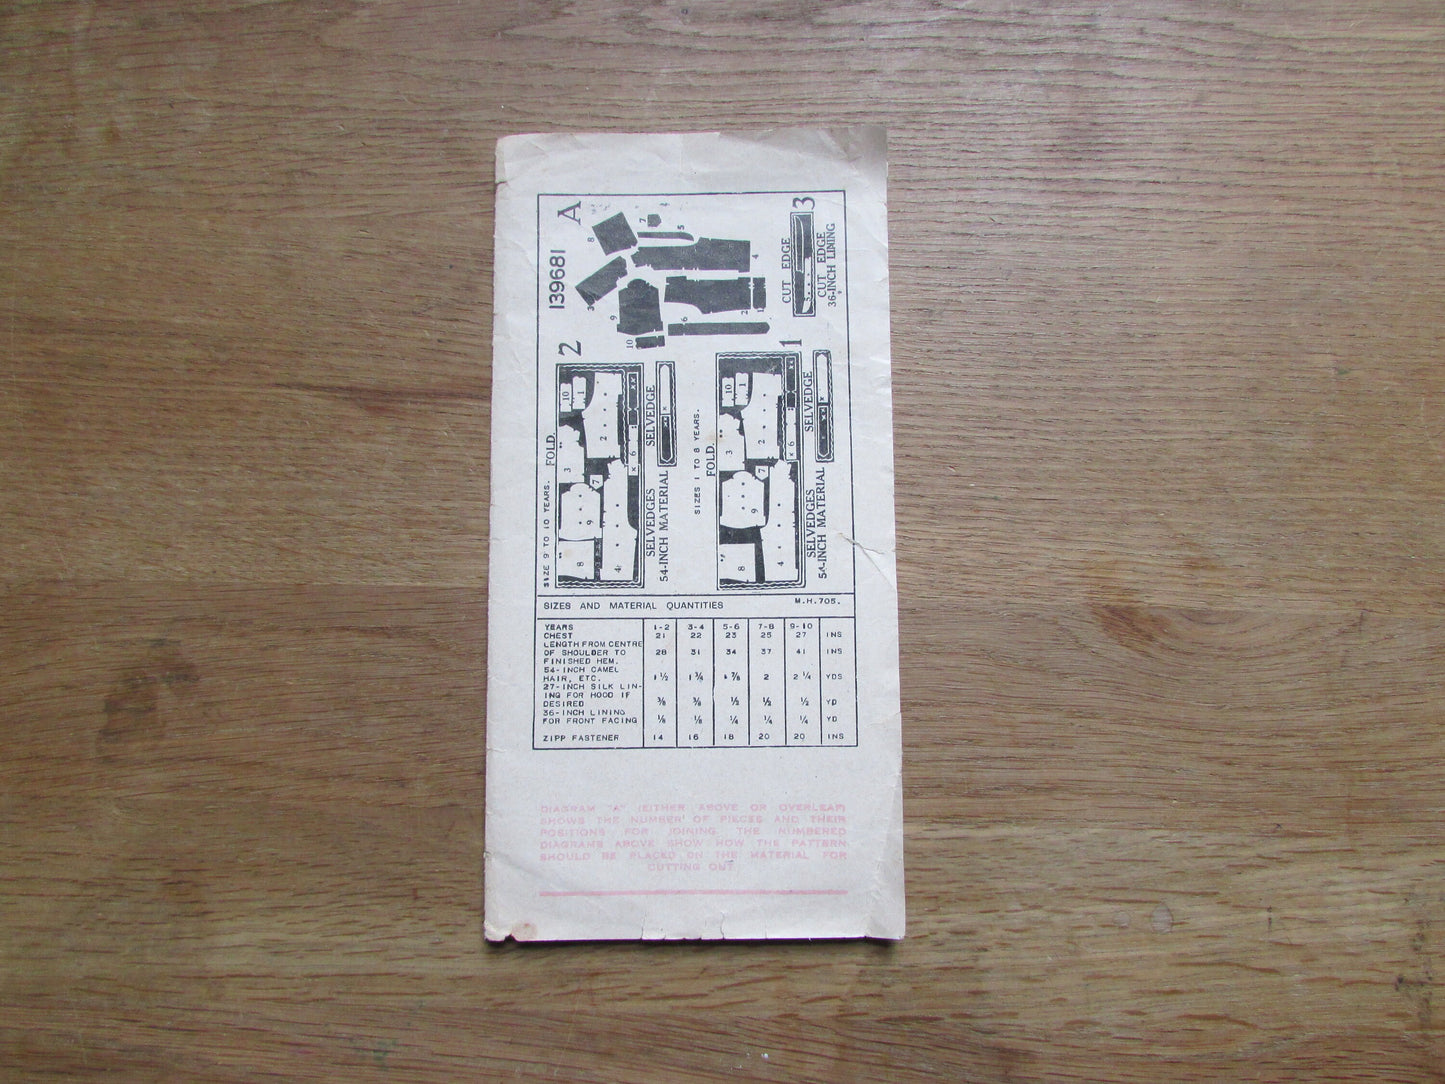 139681 A
2
SIZE 9 TO 10 YEARS. FOLD.
SELVEDGES SELVEDGE
54-INCH MATERIAL
SIZES 1 TO 8 YEARS.
FOLD.
1
SELVEDGES SELVEDGE
54-INCH MATERIAL
CUT EDGE 3
CUT EDGE
36-INCH LINING
SIZES AND MATERIAL QUANTITIES M.H.705.
YEARS 1-2 3-4 5-6 7-8 9-10
CHEST 21 22 23 25 27 INS
LENGTH FROM CENTRE
OF SHOULDER TO 28 31 34 37 41 INS
FINISHED HEM.
54-INCH CAMEL
HAIR, ETC. 1½ 1⅝ 1⅞ 2 2¼ YDS
27-INCH SILK LIN-
ING FOR HOOD IF
DESIRED ⅜ ⅜ ½ ½ ½ YD
36-INCH LINING
FOR FRONT FACING ⅛ ⅛ ¼ ¼ ¼ YD
ZIPP FASTENER 14 16 18 20 20 INS
DIAGRAM "A" (EITHER ABOVE OR OVERLEAF)
SHOWS THE NUMBER OF PIECES AND THEIR
POSITIONS FOR JOINING. THE NUMBERED
DIAGRAMS ABOVE SHOW HOW THE PATTERN
SHOULD BE PLACED ON THE MATERIAL FOR
CUTTING OUT.